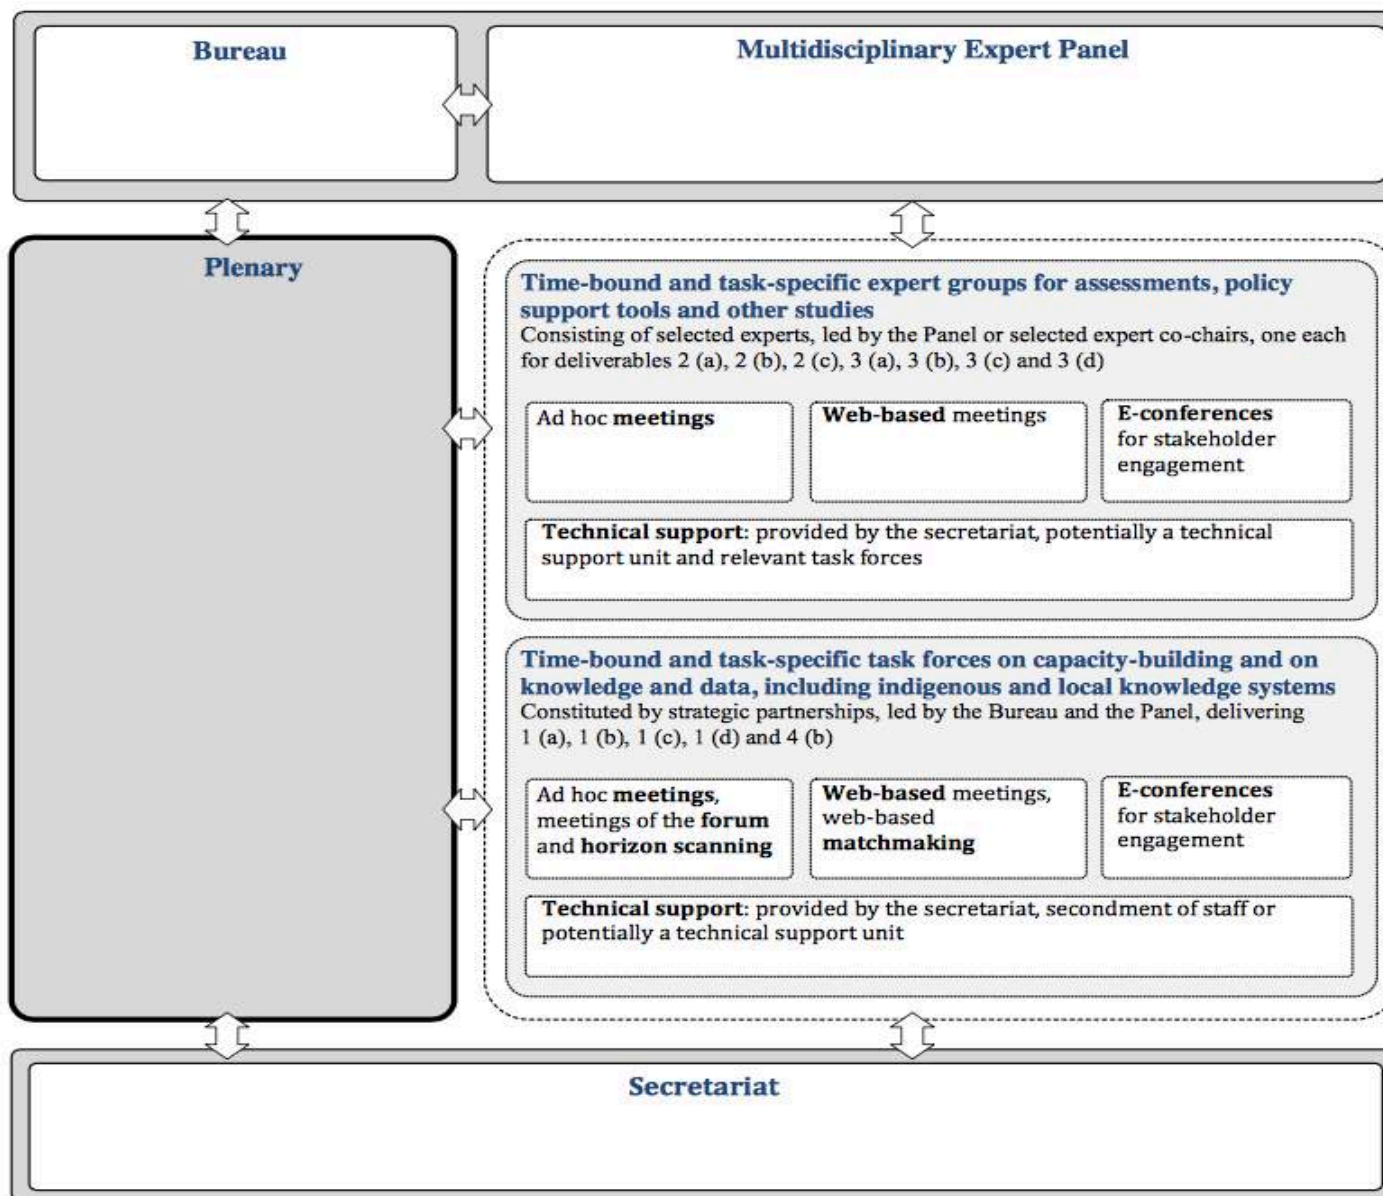 Bureau
Multidisciplinary Expert Panel
Plenary
Time-bound and task-specific expert groups for assessments, policy
support tools and other studies
Consisting of selected experts, led by the Panel or selected expert co-chairs, one each
for deliverables 2 (a), 2 (b), 2 (c), 3 (a), 3 (b), 3 (c) and 3 (d)
Ad hoc meetings
Web-based meetings
E-conferences
for stakeholder
engagement
Technical support: provided by the secretariat, potentially a technical
support unit and relevant task forces
Time-bound and task-specific task forces on capacity-building and on
knowledge and data, including indigenous and local knowledge systems
Constituted by strategic partnerships, led by the Bureau and the Panel, delivering
1 (a), 1 (b), 1 (c), 1 (d) and 4 (b)
Ad hoc meetings,
meetings of the forum
and horizon scanning
Web-based meetings,
web-based
matchmaking
E-conferences
for stakeholder
engagement
Technical support: provided by the secretariat, secondment of staff or
potentially a technical support unit
Secretariat